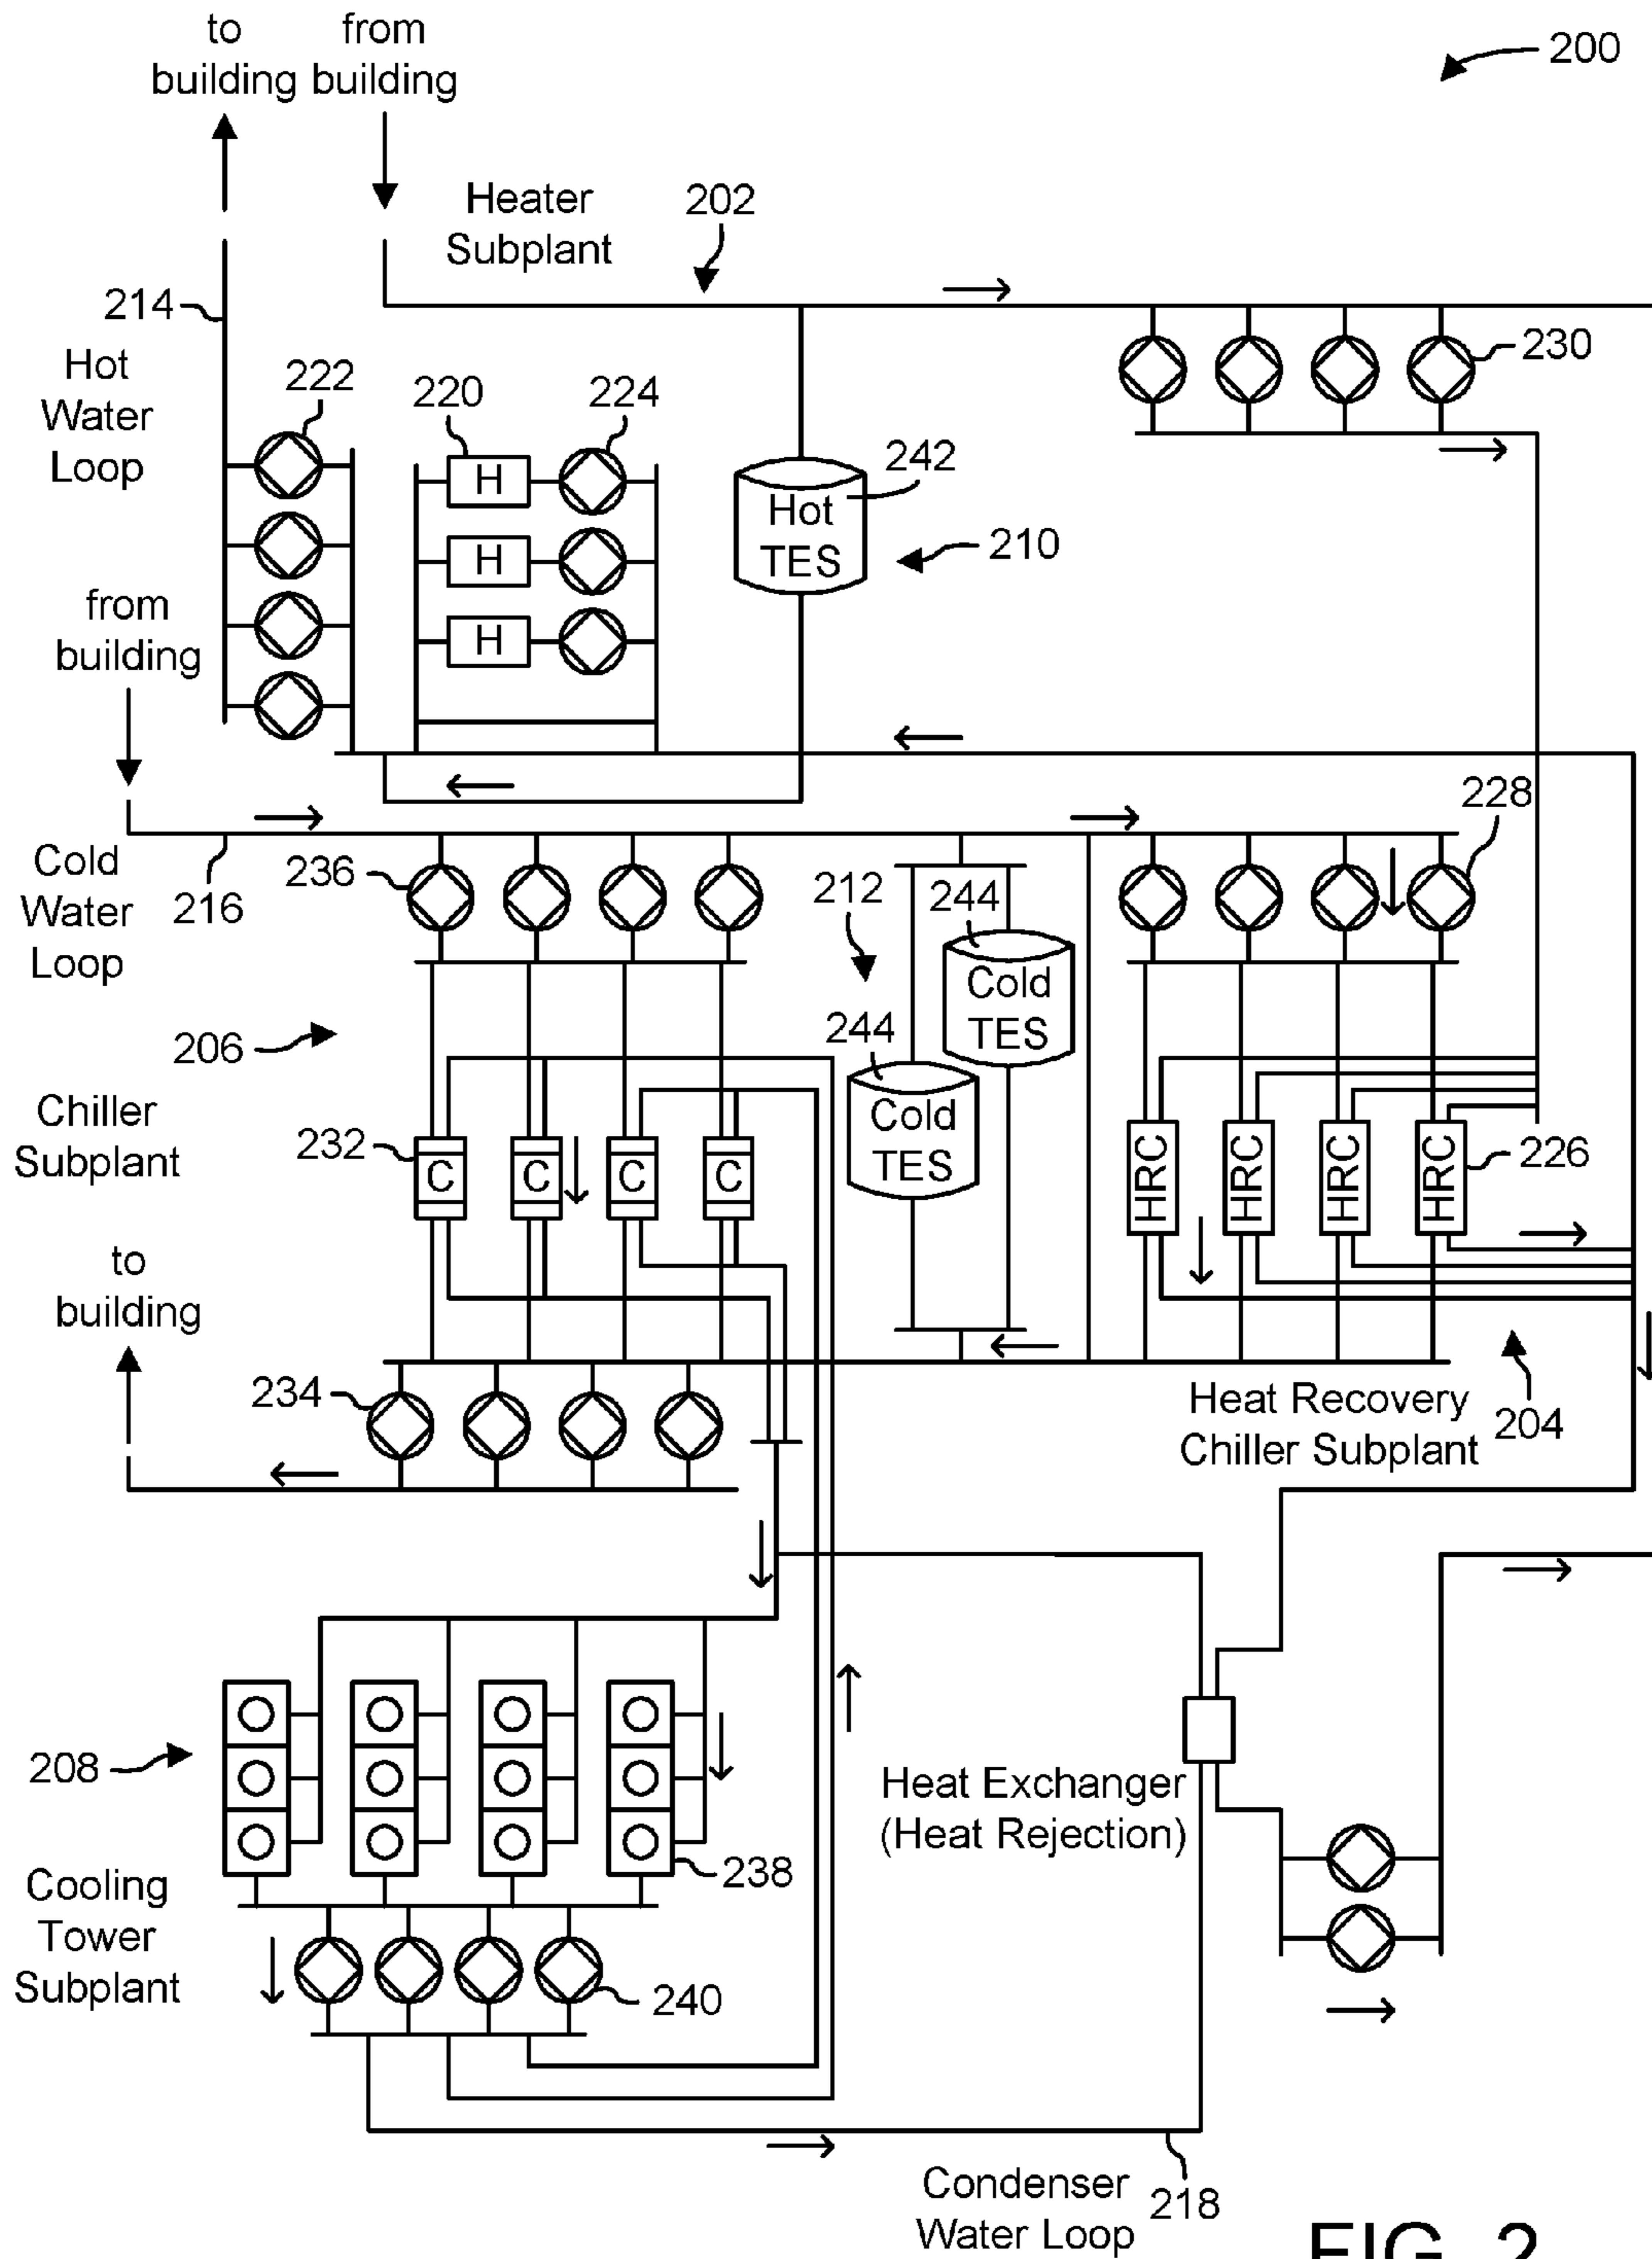 to
building
from
building
200
Heater
Subplant
202
214
Hot
Water
Loop
222
220
224
230
H
H
H
Hot
TES
242
210
from
building
228
Cold
Water
Loop
216
236
212
244
Cold
TES
244
Cold
TES
206
Chiller
Subplant
232
C
C
C
C
HRC
HRC
HRC
HRC
226
to
building
234
Heat Recovery
Chiller Subplant
204
208
238
Heat Exchanger
(Heat Rejection)
Cooling
Tower
Subplant
240
Condenser
Water Loop
218
FIG. 2